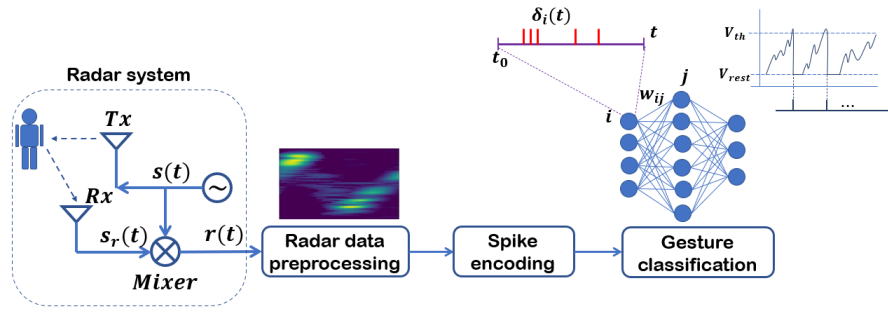 Radar system
Tx
s(t)
~
Rx
s_r(t)
r(t)
Mixer
Radar data
preprocessing
Spike
encoding
Gesture
classification
δ_i(t)
t_0
t
w_ij
j
i
V_th
V_rest
...